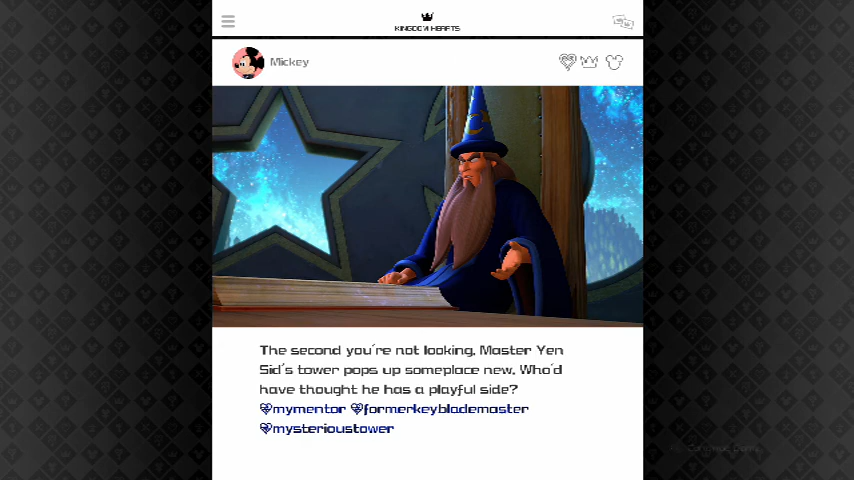 KINGDOM HEARTS
Mickey
The second you're not looking, Master Yen
Sid's tower pops up someplace new. Who'd
have thought he has a playful side?
mymentor formerkeyblademaster
mysterioustower